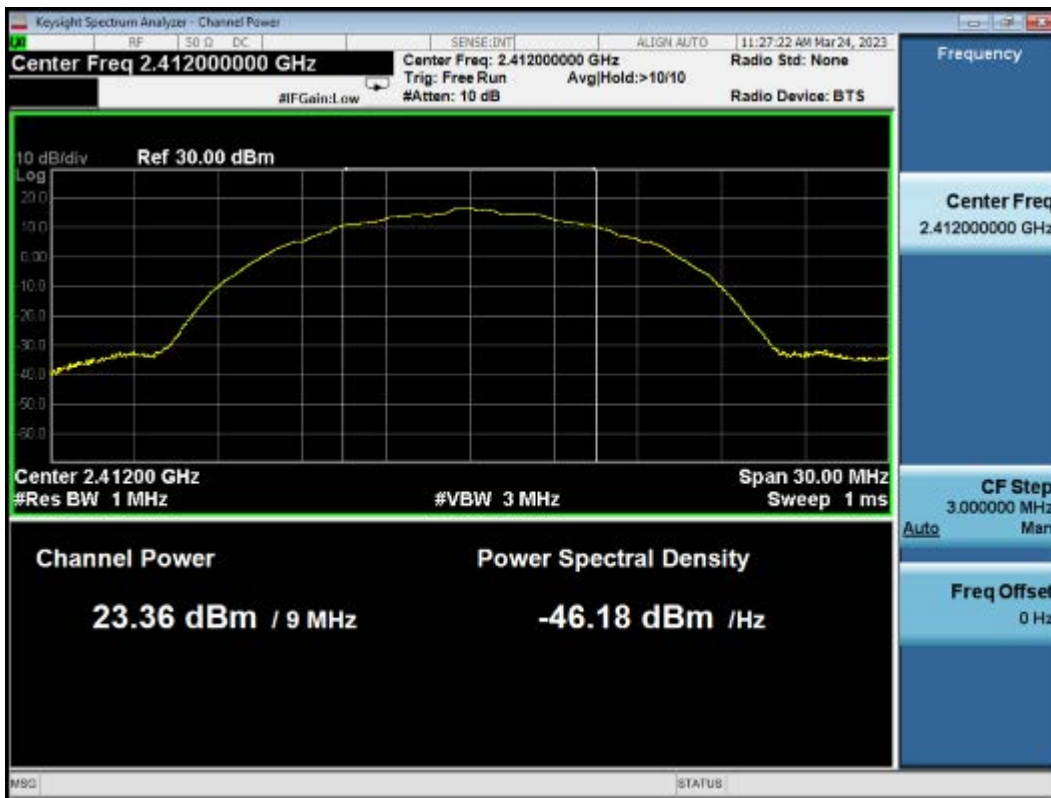 Keysight Spectrum Analyzer - Channel Power
RF 50 Ω DC SENSE:INT ALIGN AUTO 11:27:22 AM Mar 24, 2023
Center Freq 2.412000000 GHz
#IFGain:Low
Center Freq: 2.412000000 GHz
Trig: Free Run Avg|Hold:>10/10
#Atten: 10 dB
Radio Std: None
Radio Device: BTS
10 dB/div Ref 30.00 dBm
Log
20.0
10.0
0.00
-10.0
-20.0
-30.0
-40.0
-50.0
-60.0
Center 2.41200 GHz Span 30.00 MHz
#Res BW 1 MHz #VBW 3 MHz Sweep 1 ms
Channel Power Power Spectral Density
23.36 dBm / 9 MHz -46.18 dBm /Hz
MSG STATUS
Frequency
Center Freq
2.412000000 GHz
CF Step
3.000000 MHz
Auto Man
Freq Offset
0 Hz